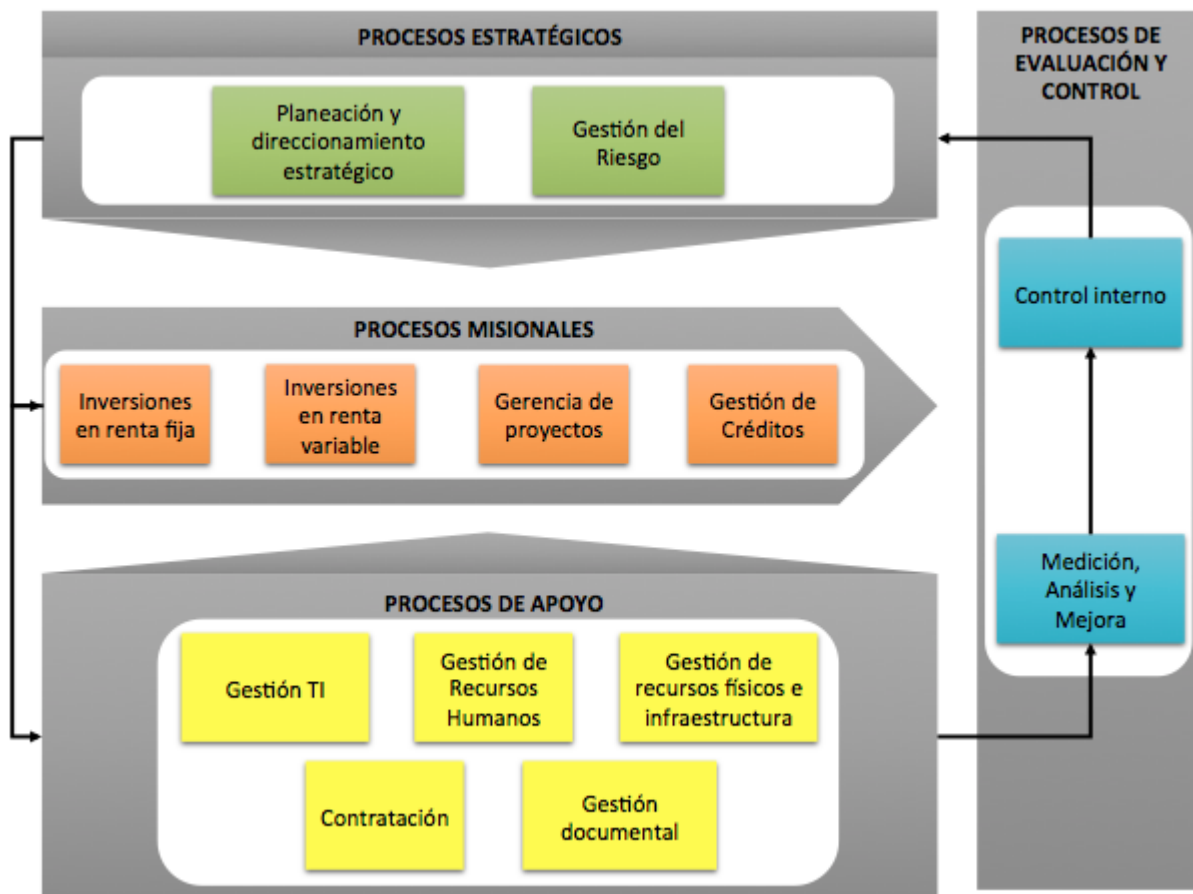 PROCESOS ESTRATÉGICOS
Planeación y
direccionamiento
estratégico
Gestión del
Riesgo
PROCESOS MISIONALES
Inversiones
en renta fija
Inversiones
en renta
variable
Gerencia de
proyectos
Gestión de
Créditos
PROCESOS DE APOYO
Gestión TI
Gestión de
Recursos
Humanos
Gestión de
recursos físicos e
infraestructura
Contratación
Gestión
documental
PROCESOS DE
EVALUACIÓN Y
CONTROL
Control interno
Medición,
Análisis y
Mejora